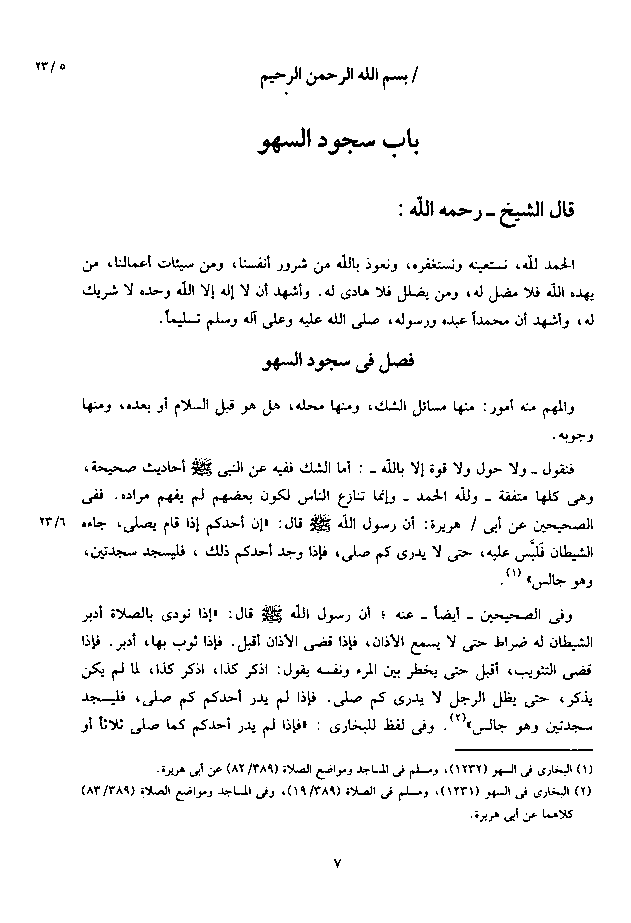 ٢٣/٥
/ بسم الله الرحمن الرحيم
باب سجود السهو
قال الشيخ ـ رحمه الله :
الحمد لله، نستعينه ونستغفره، ونعوذ بالله من شرور أنفسنا، ومن سيئات أعمالنا، من
يهده الله فلا مضل له، ومن يضلل فلا هادى له. وأشهد أن لا إله إلا الله وحده لا شريك
له، وأشهد أن محمداً عبده ورسوله، صلى الله عليه وعلى آله وسلم تسليماً.
فصل فى سجود السهو
والمهم منه أمور: منها مسائل الشك، ومنها محله، هل هو قبل السلام أو بعده، ومنها
وجوبه.
فنقول ـ ولا حول ولا قوة إلا بالله ـ : أما الشك ففيه عن النبى ﷺ أحاديث صحيحة،
وهى كلها متفقة ـ ولله الحمد ـ وإنما تنازع الناس لكون بعضهم لم يفهم مراده. ففى
الصحيحين عن أبى / هريرة: أن رسول الله ﷺ قال: «إن أحدكم إذا قام يصلى، جاءه
٢٣/٦
الشيطان فَلَبَّس عليه، حتى لا يدرى كم صلى، فإذا وجد أحدكم ذلك ، فليسجد سجدتين،
وهو جالس» (١).
وفى الصحيحين ـ أيضاً ـ عنه ؛ أن رسول الله ﷺ قال: «إذا نودى بالصلاة أدبر
الشيطان له ضراط حتى لا يسمع الأذان، فإذا قضى الأذان أقبل. فإذا ثوب بها، أدبر. فإذا
قضى التثويب، أقبل حتى يخطر بين المرء ونفسه يقول: اذكر كذا، اذكر كذا، لما لم يكن
يذكر، حتى يظل الرجل لا يدرى كم صلى. فإذا لم يدر أحدكم كم صلى، فليسجد
سجدتين وهو جالس»(٢). وفى لفظ للبخارى : «فإذا لم يدر أحدكم كما صلى ثلاثاً أو
(١) البخارى فى السهو (١٢٣٢)، ومسلم فى المساجد ومواضع الصلاة (٨٢/٣٨٩) عن أبى هريرة.
(٢) البخارى فى السهو (١٢٣١)، ومسلم فى الصلاة (١٩/٣٨٩)، وفى المساجد ومواضع الصلاة (٨٣/٣٨٩)
كلاهما عن أبى هريرة.
٧